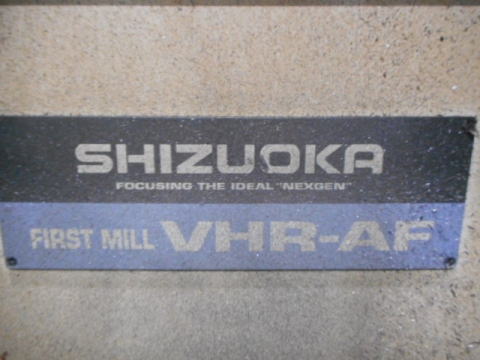 SHIZUOKA
FOCUSING THE IDEAL "NEXGEN"
FIRST MILL VHR-AF